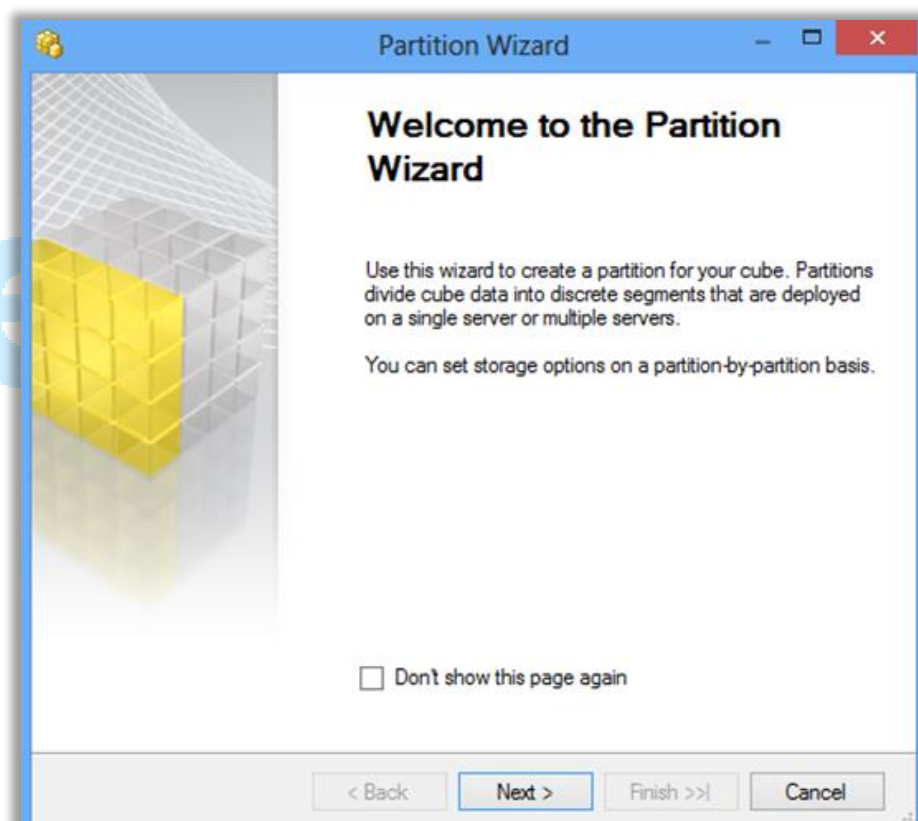 Partition Wizard
Welcome to the Partition
Wizard
Use this wizard to create a partition for your cube. Partitions
divide cube data into discrete segments that are deployed
on a single server or multiple servers.
You can set storage options on a partition-by-partition basis.
Don't show this page again
< Back Next > Finish >>| Cancel